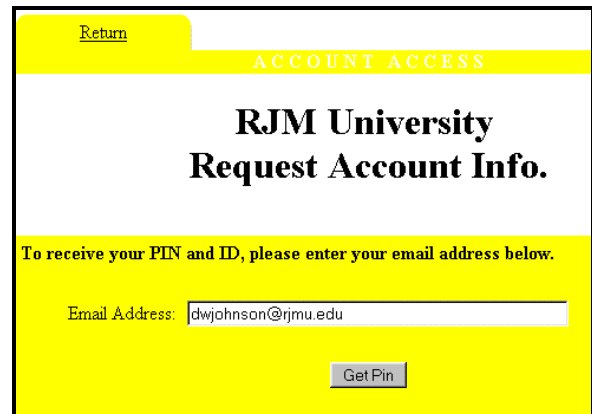 Return
ACCOUNT ACCESS
RJM University
Request Account Info.
To receive your PIN and ID, please enter your email address below.
Email Address: dwjohnson@rjmu.edu
Get Pin